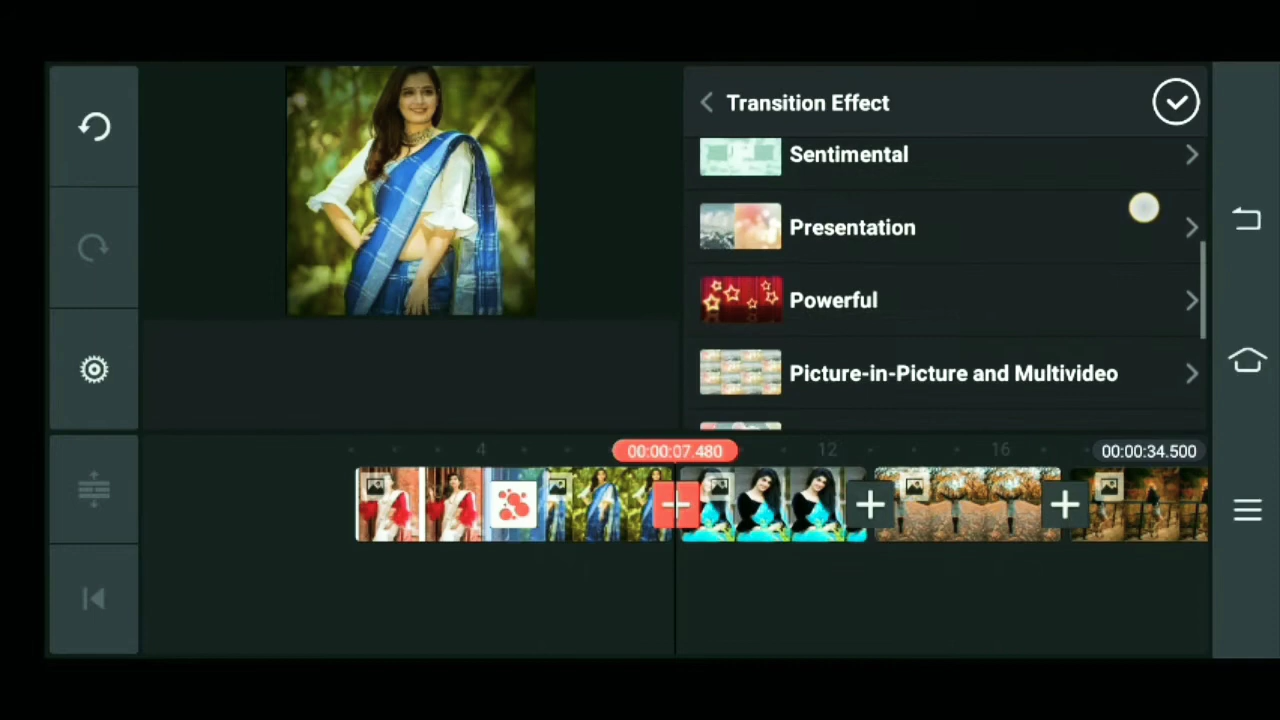 Transition Effect
Sentimental
Presentation
Powerful
Picture-in-Picture and Multivideo
4
00:00:07.480
12
16
00:00:34.500